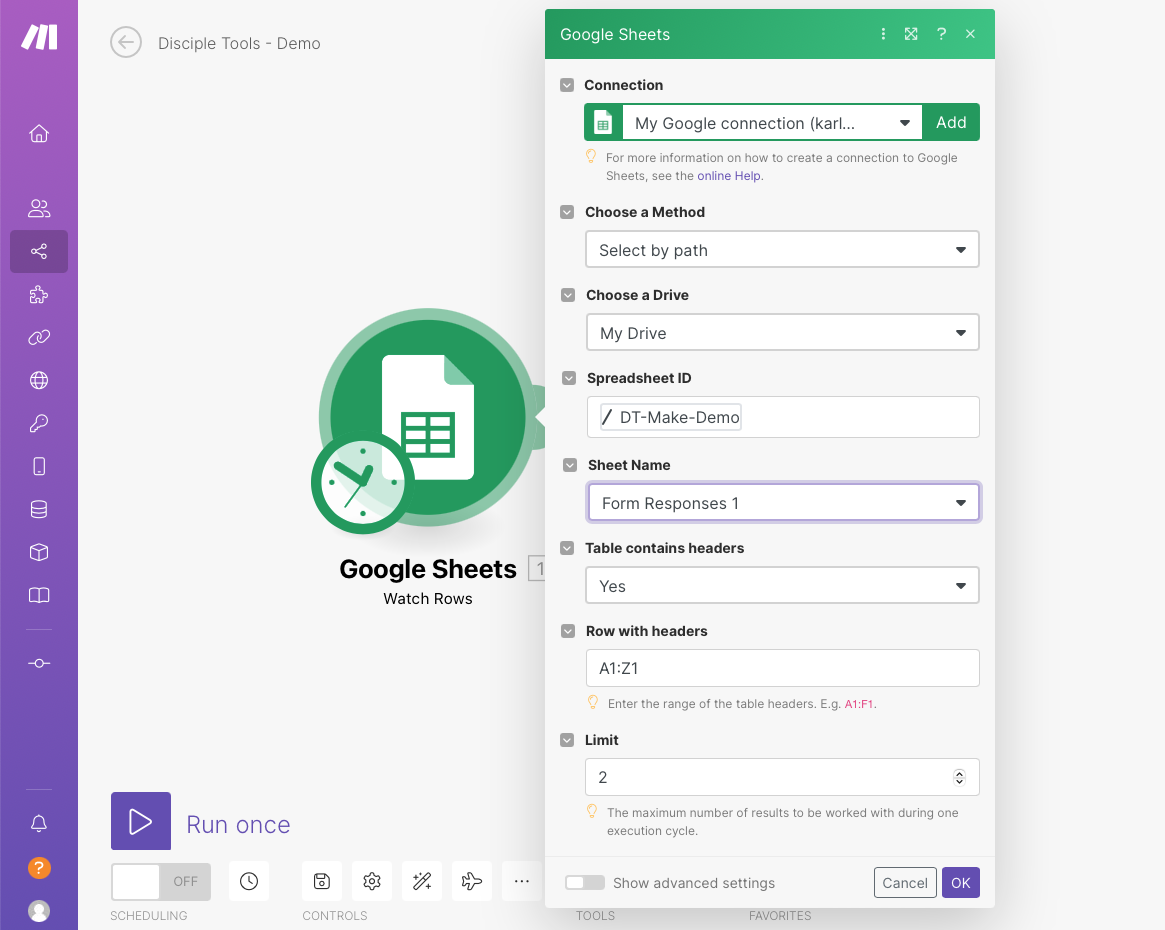 Disciple Tools - Demo
Google Sheets
?
Connection
My Google connection (karl...
Add
For more information on how to create a connection to Google
Sheets, see the online Help.
Choose a Method
Select by path
Choose a Drive
My Drive
Spreadsheet ID
/ DT-Make-Demo
Sheet Name
Form Responses 1
Table contains headers
Yes
Row with headers
A1:Z1
Enter the range of the table headers. E.g. A1:F1.
Limit
2
The maximum number of results to be worked with during one
execution cycle.
Show advanced settings
Cancel
OK
Google Sheets
1
Watch Rows
Run once
OFF
SCHEDULING
CONTROLS
TOOLS
FAVORITES
?